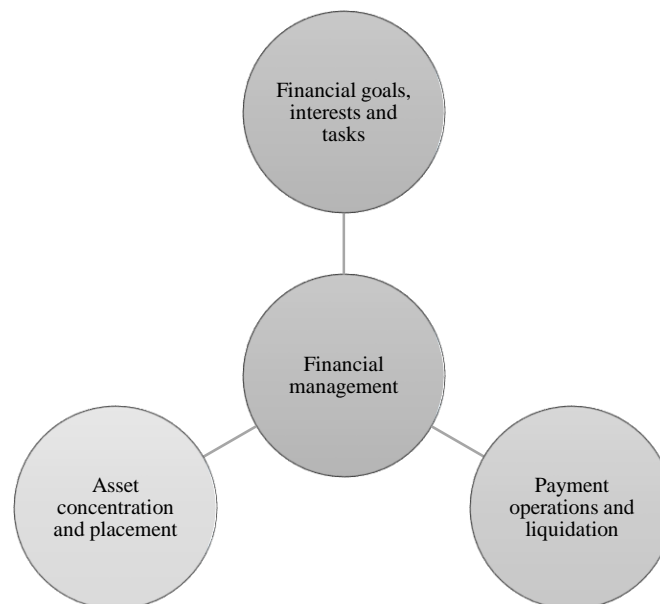 Financial goals,
interests and
tasks
Financial
management
Asset
concentration
and placement
Payment
operations and
liquidation